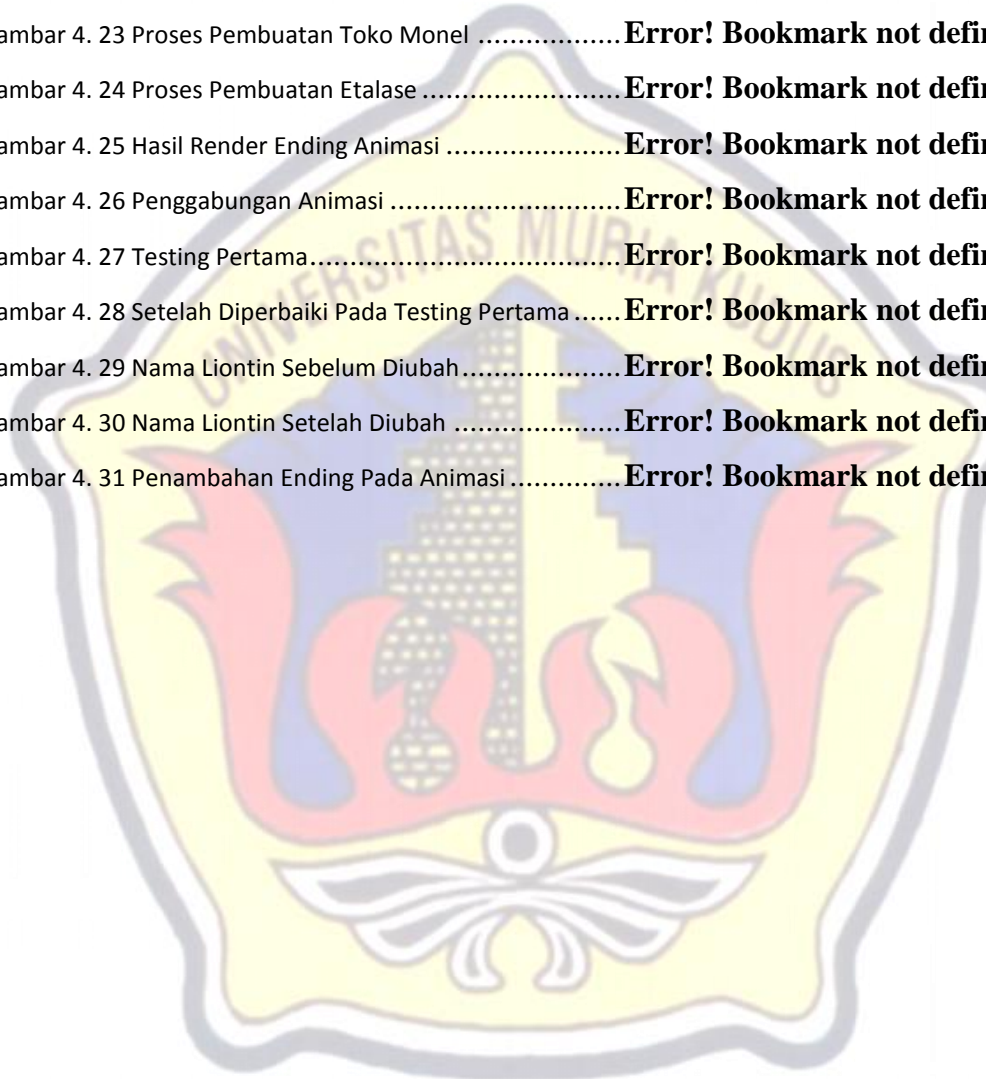 ambar 4. 23 Proses Pembuatan Toko Monel .................Error! Bookmark not defin
ambar 4. 24 Proses Pembuatan Etalase ........................Error! Bookmark not defin
ambar 4. 25 Hasil Render Ending Animasi .....................Error! Bookmark not defin
ambar 4. 26 Penggabungan Animasi ............................Error! Bookmark not defin
ambar 4. 27 Testing Pertama......................................Error! Bookmark not defin
ambar 4. 28 Setelah Diperbaiki Pada Testing Pertama ......Error! Bookmark not defin
ambar 4. 29 Nama Liontin Sebelum Diubah...................Error! Bookmark not defin
ambar 4. 30 Nama Liontin Setelah Diubah ....................Error! Bookmark not defin
ambar 4. 31 Penambahan Ending Pada Animasi .............Error! Bookmark not defin
UNIVERSITAS MURIA KUDUS